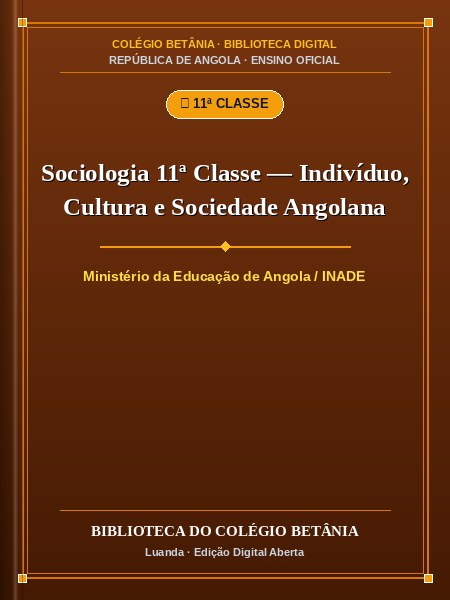 COLÉGIO BETÂNIA · BIBLIOTECA DIGITAL
REPÚBLICA DE ANGOLA · ENSINO OFICIAL
11ª CLASSE
Sociologia 11ª Classe — Indivíduo,
Cultura e Sociedade Angolana
Ministério da Educação de Angola / INADE
BIBLIOTECA DO COLÉGIO BETÂNIA
Luanda · Edição Digital Aberta